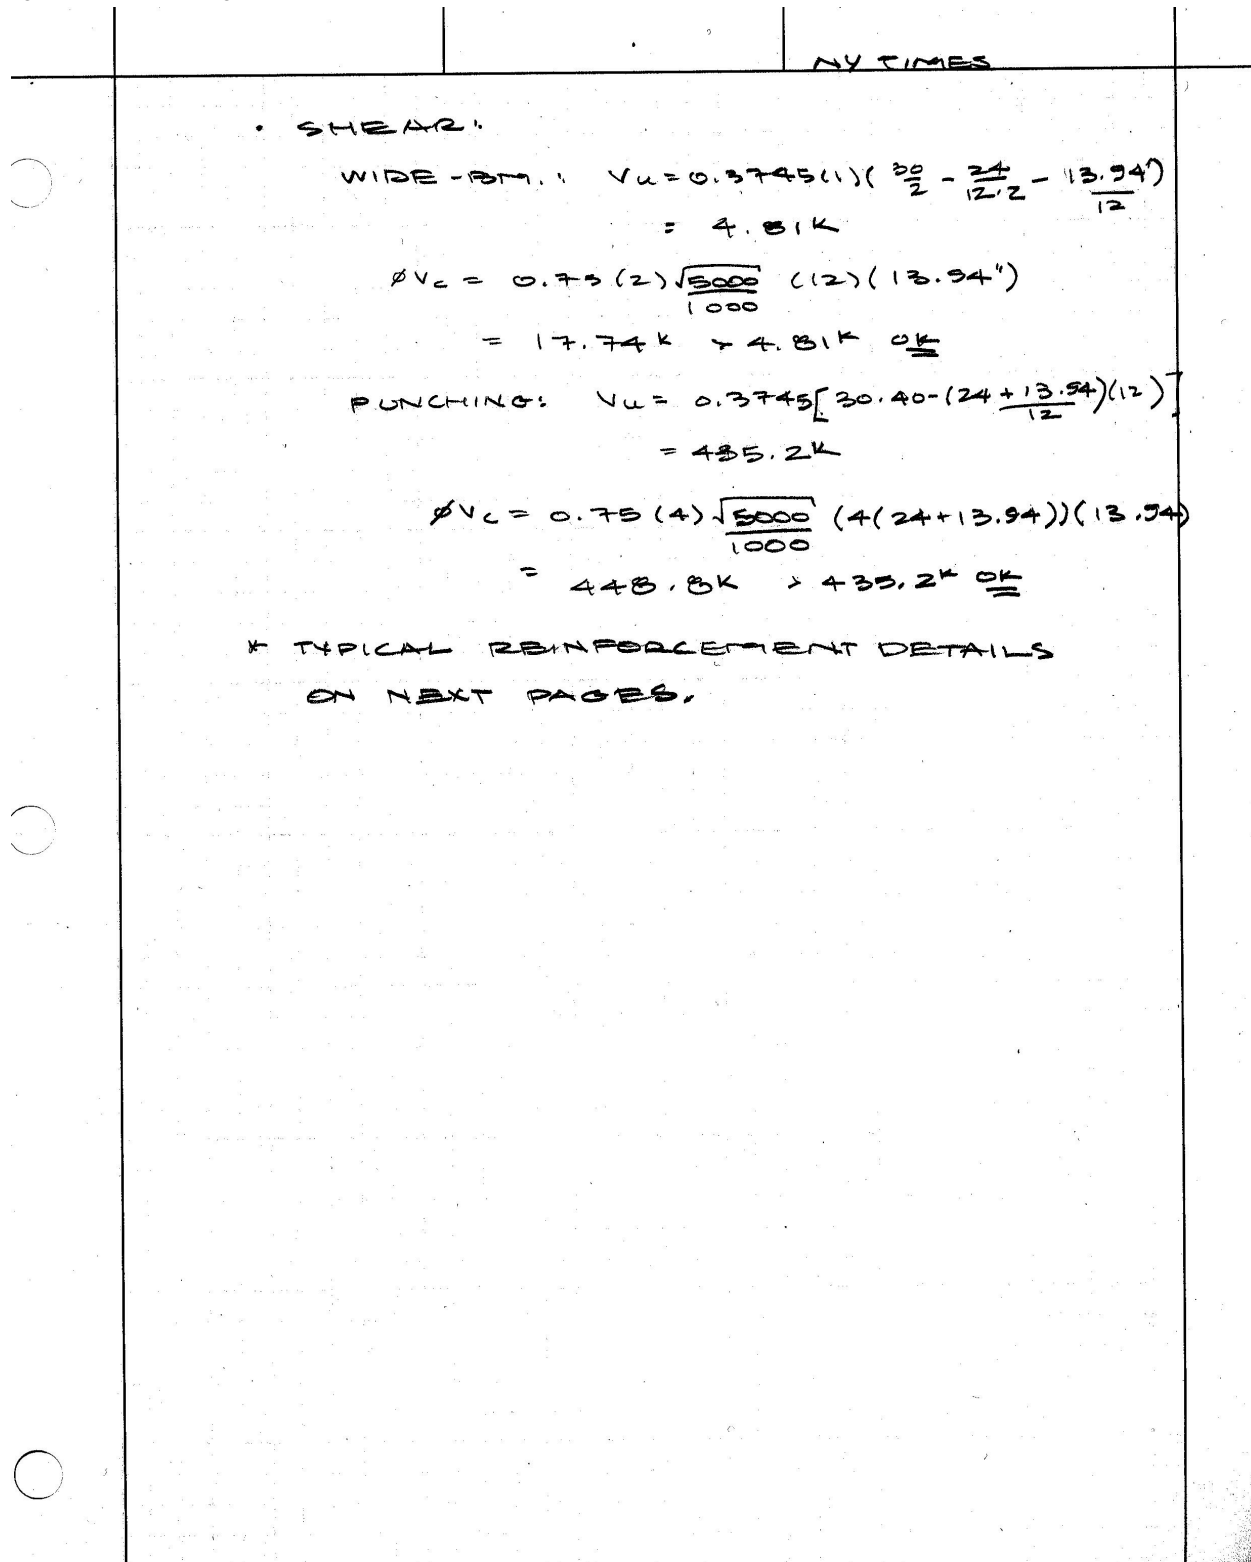 NY TIMES
• SHEAR:
WIDE-BM.: Vu = 0.3745(1)(30/2 - 24/12·2 - 13.94"/12)
= 4.81k
ØVc = 0.75(2)√5000/1000 (12)(13.94")
= 17.74k > 4.81k OK
PUNCHING: Vu = 0.3745[30·40-(24+13.94/12)(12)]
= 435.2k
ØVc = 0.75(4)√5000/1000 (4(24+13.94))(13.94)
= 448.8k > 435.2k OK
* TYPICAL REINFORCEMENT DETAILS
ON NEXT PAGES.